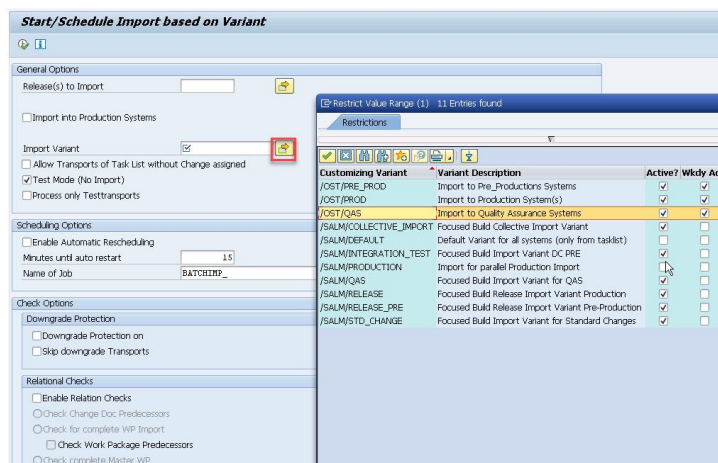 Start/Schedule Import based on Variant
General Options
Release(s) to Import
Import into Production Systems
Import Variant
Allow Transports of Task List without Change assigned
Test Mode (No Import)
Process only Testtransports
Scheduling Options
Enable Automatic Rescheduling
Minutes until auto restart 15
Name of Job BATCHIMP_
Check Options
Downgrade Protection
Downgrade Protection on
Skip downgrade Transports
Relational Checks
Enable Relation Checks
Check Change Doc Predecessors
Check for complete WP Import
Check Work Package Predecessors
Check complete Master WP
Restrict Value Range (1) 11 Entries found
Restrictions
Customizing Variant Variant Description Active? Wkdy Ac
/OST/PRE_PROD Import to Pre_Productions Systems
/OST/PROD Import to Production System(s)
/OST/QAS Import to Quality Assurance Systems
/SALM/COLLECTIVE_IMPORT Focused Build Collective Import Variant
/SALM/DEFAULT Default Variant for all systems (only from tasklist)
/SALM/INTEGRATION_TEST Focused Build Import Variant DC PRE
/SALM/PRODUCTION Import for parallel Production Import
/SALM/QAS Focused Build Import Variant for QAS
/SALM/RELEASE Focused Build Release Import Variant Production
/SALM/RELEASE_PRE Focused Build Release Import Variant Pre-Production
/SALM/STD_CHANGE Focused Build Import Variant for Standard Changes